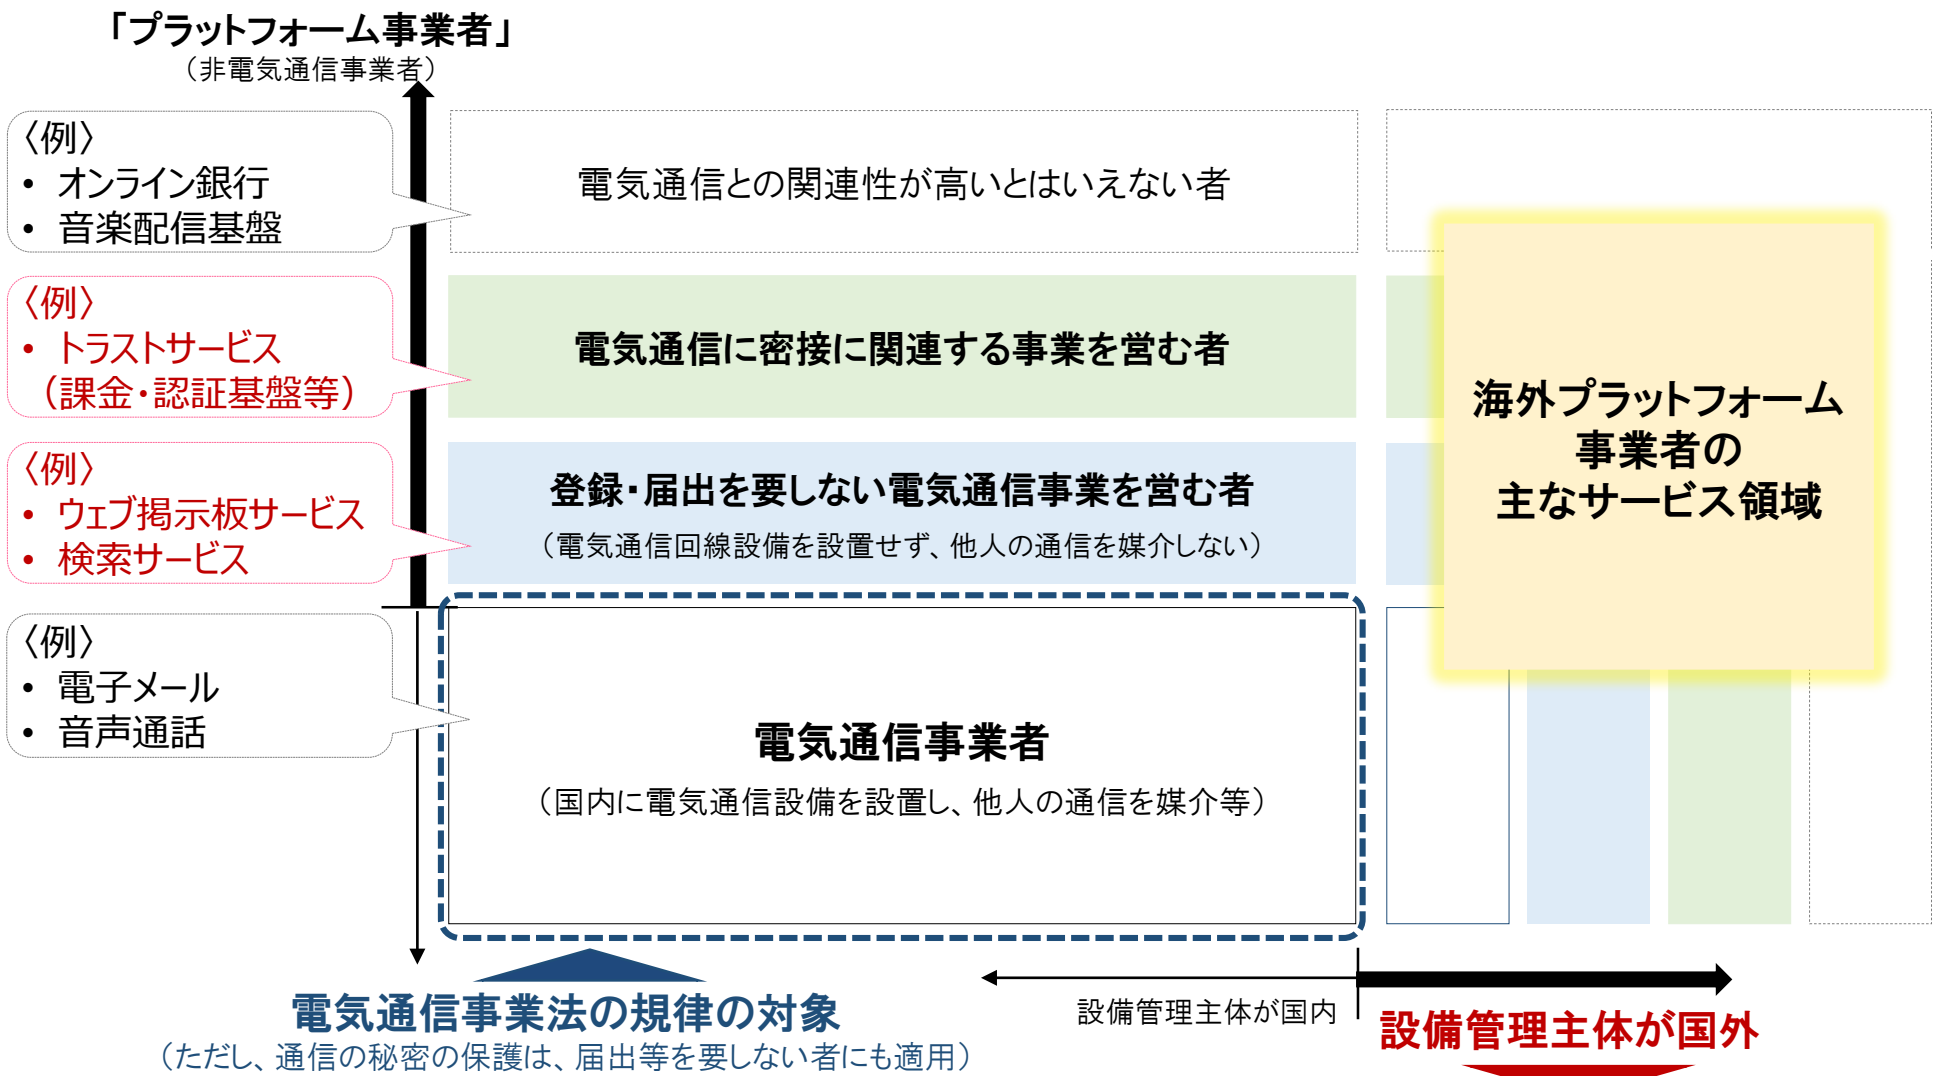 「プラットフォーム事業者」
（非電気通信事業者）
〈例〉
• オンライン銀行
• 音楽配信基盤
電気通信との関連性が高いとはいえない者
〈例〉
• トラストサービス
（課金・認証基盤等）
電気通信に密接に関連する事業を営む者
〈例〉
• ウェブ掲示板サービス
• 検索サービス
登録・届出を要しない電気通信事業を営む者
（電気通信回線設備を設置せず、他人の通信を媒介しない）
海外プラットフォーム
事業者の
主なサービス領域
〈例〉
• 電子メール
• 音声通話
電気通信事業者
（国内に電気通信設備を設置し、他人の通信を媒介等）
電気通信事業法の規律の対象
（ただし、通信の秘密の保護は、届出等を要しない者にも適用）
設備管理主体が国内
設備管理主体が国外